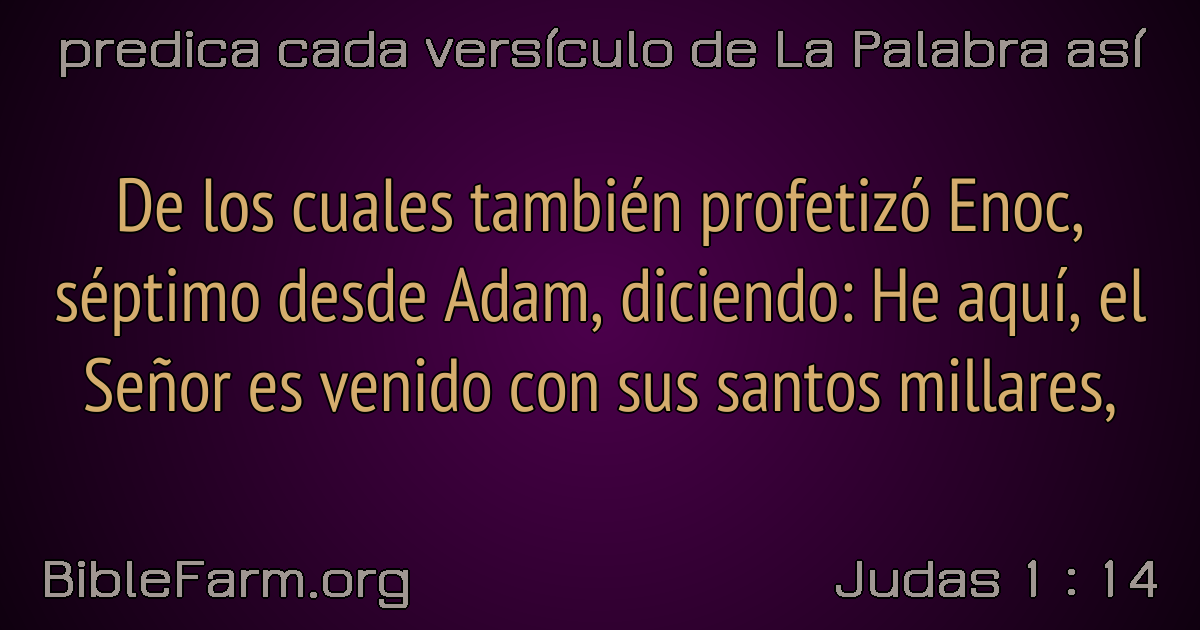 predica cada versículo de La Palabra así
De los cuales también profetizó Enoc,
séptimo desde Adam, diciendo: He aquí, el
Señor es venido con sus santos millares,
BibleFarm.org
Judas 1 : 14